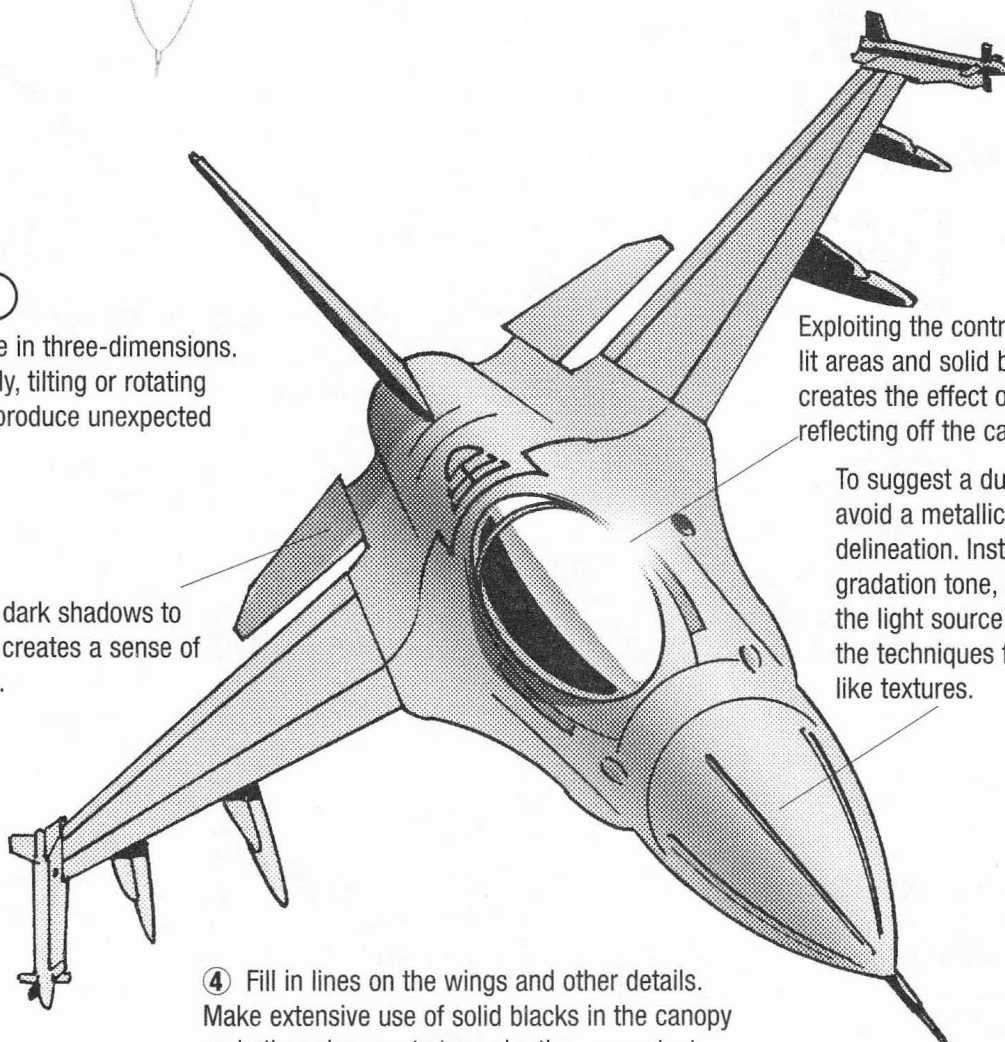 e in three-dimensions.
ly, tilting or rotating
produce unexpected
dark shadows to
creates a sense of
Exploiting the contr
lit areas and solid b
creates the effect o
reflecting off the ca
To suggest a du
avoid a metallic
delineation. Inst
gradation tone,
the light source
the techniques f
like textures.
④ Fill in lines on the wings and other details.
Make extensive use of solid blacks in the canopy